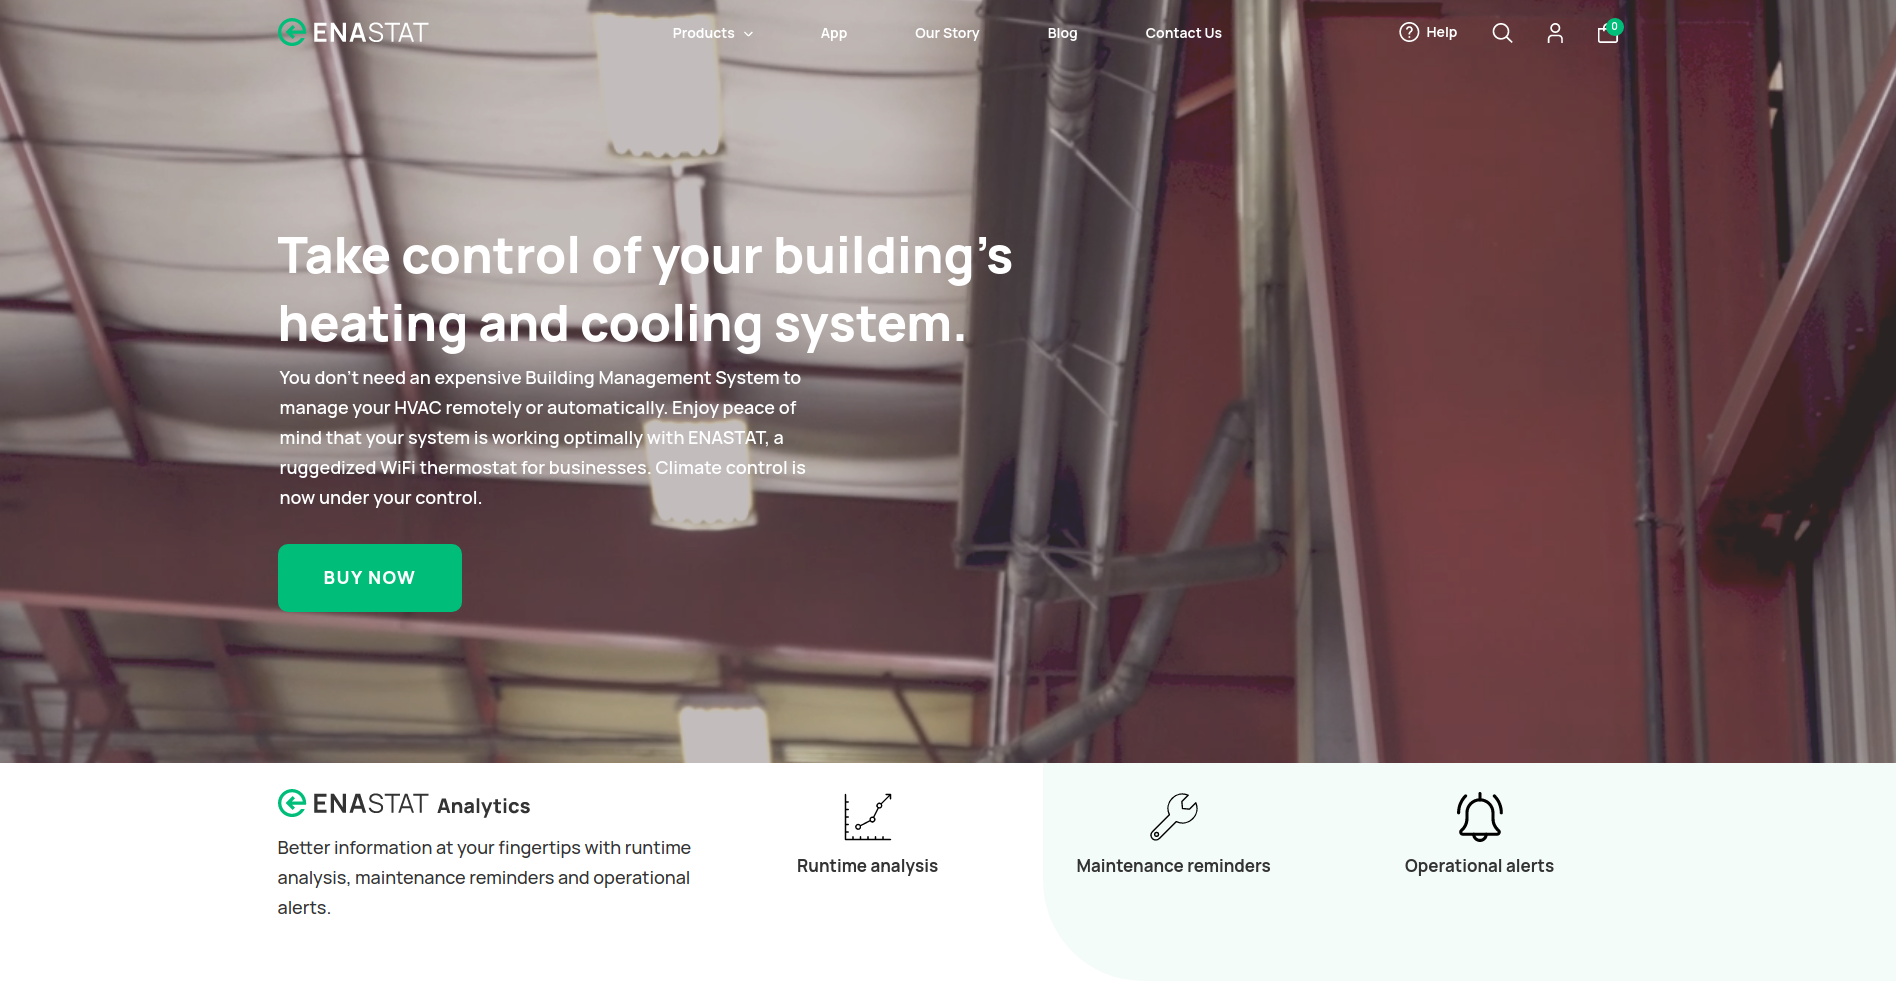 ENASTAT
Products
App
Our Story
Blog
Contact Us
Help
0
Take control of your building's
heating and cooling system.
You don't need an expensive Building Management System to
manage your HVAC remotely or automatically. Enjoy peace of
mind that your system is working optimally with ENASTAT, a
ruggedized WiFi thermostat for businesses. Climate control is
now under your control.
BUY NOW
ENASTAT Analytics
Better information at your fingertips with runtime
analysis, maintenance reminders and operational
alerts.
Runtime analysis
Maintenance reminders
Operational alerts